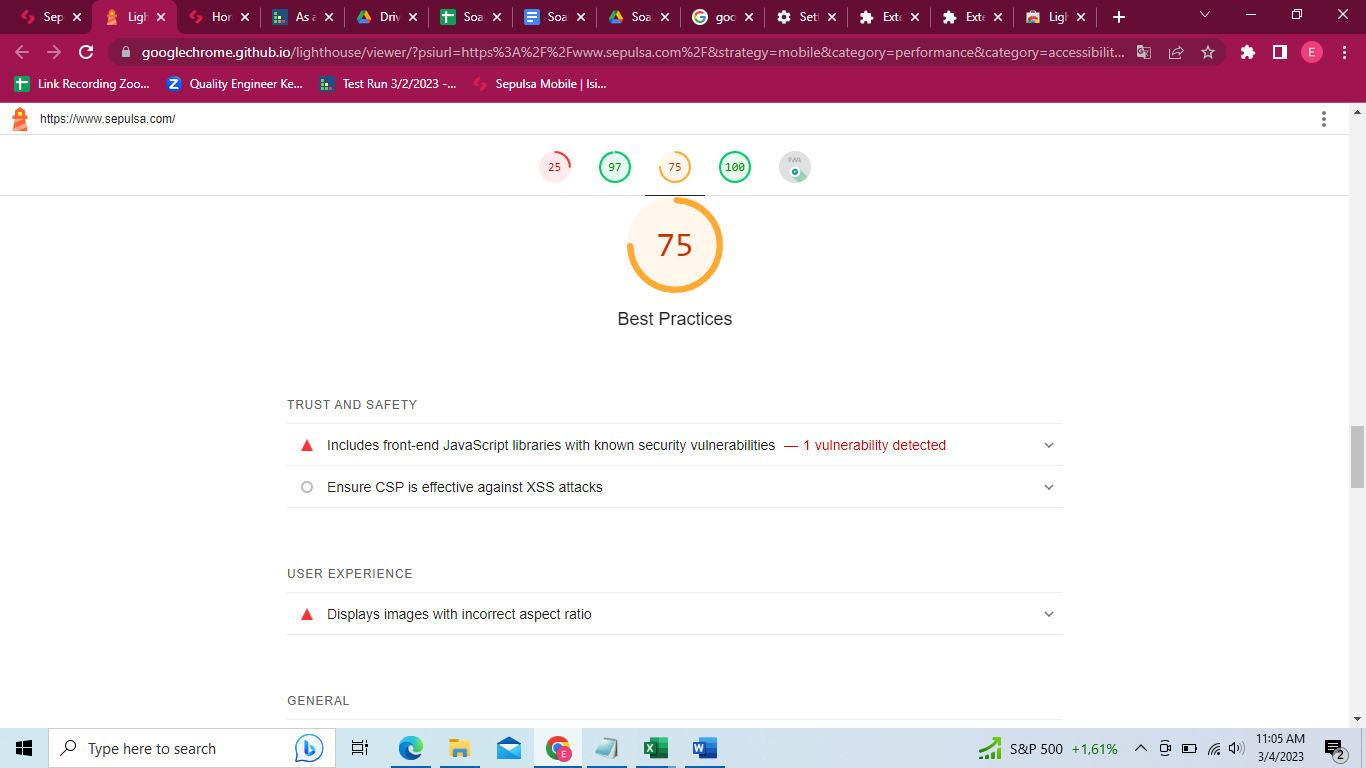 Sep
Ligh
Hor
As a
Driv
Soa
Soa
Soa
goo
Sett
Exte
Exte
Ligh
googlechrome.github.io/lighthouse/viewer/?psiurl=https%3A%2F%2Fwww.sepulsa.com%2F&strategy=mobile&category=performance&category=accessibilit...
E
Link Recording Zoo...
Quality Engineer Ke...
Test Run 3/2/2023 -...
Sepulsa Mobile | Isi...
https://www.sepulsa.com/
25
97
75
100
PWA
75
Best Practices
TRUST AND SAFETY
Includes front-end JavaScript libraries with known security vulnerabilities — 1 vulnerability detected
Ensure CSP is effective against XSS attacks
USER EXPERIENCE
Displays images with incorrect aspect ratio
GENERAL
Type here to search
E
S&P 500 +1,61%
11:05 AM
3/4/2023
2